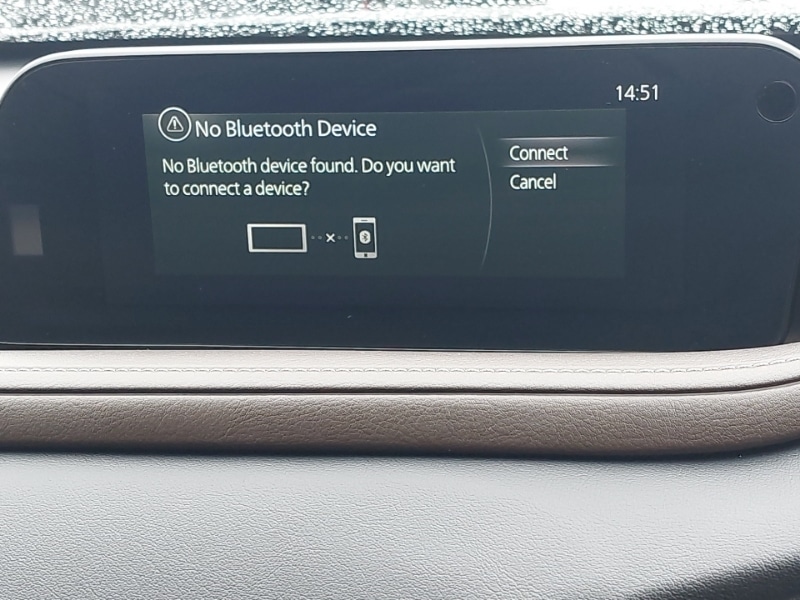 14:51
No Bluetooth Device
No Bluetooth device found. Do you want
to connect a device?
Connect
Cancel